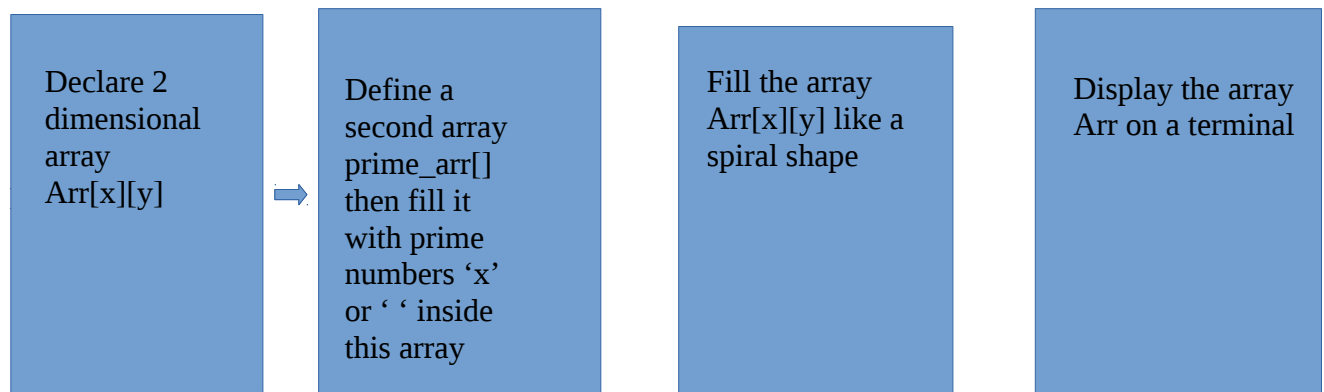 Declare 2
dimensional
array
Arr[x][y]
Define a
second array
prime_arr[]
then fill it
with prime
numbers ‘x’
or ‘ ‘ inside
this array
Fill the array
Arr[x][y] like a
spiral shape
Display the array
Arr on a terminal